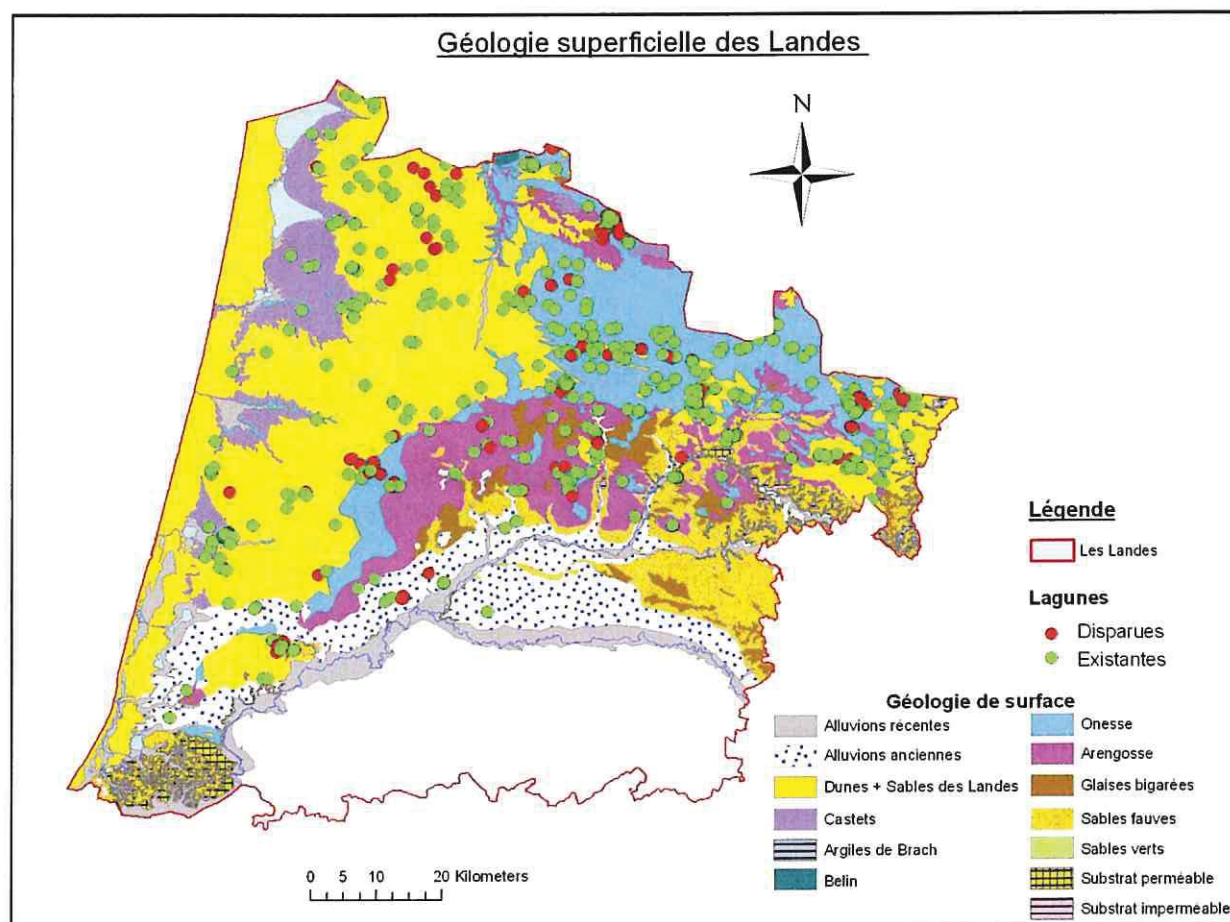 Géologie superficielle des Landes
N
Légende
Les Landes
Lagunes
Disparues
Existantes
Géologie de surface
Alluvions récentes
Alluvions anciennes
Dunes + Sables des Landes
Castets
Argiles de Brach
Belin
Onesse
Arengosse
Glaises bigarées
Sables fauves
Sables verts
Substrat perméable
Substrat imperméable
0 5 10 20 Kilometers